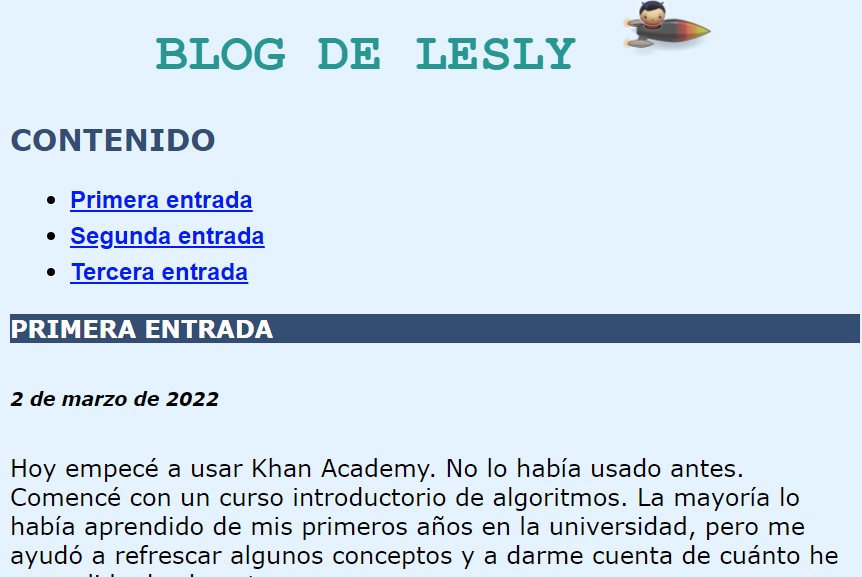 BLOG DE LESLY
CONTENIDO
Primera entrada
Segunda entrada
Tercera entrada
PRIMERA ENTRADA
2 de marzo de 2022
Hoy empecé a usar Khan Academy. No lo había usado antes.
Comencé con un curso introductorio de algoritmos. La mayoría lo
había aprendido de mis primeros años en la universidad, pero me
ayudó a refrescar algunos conceptos y a darme cuenta de cuánto he